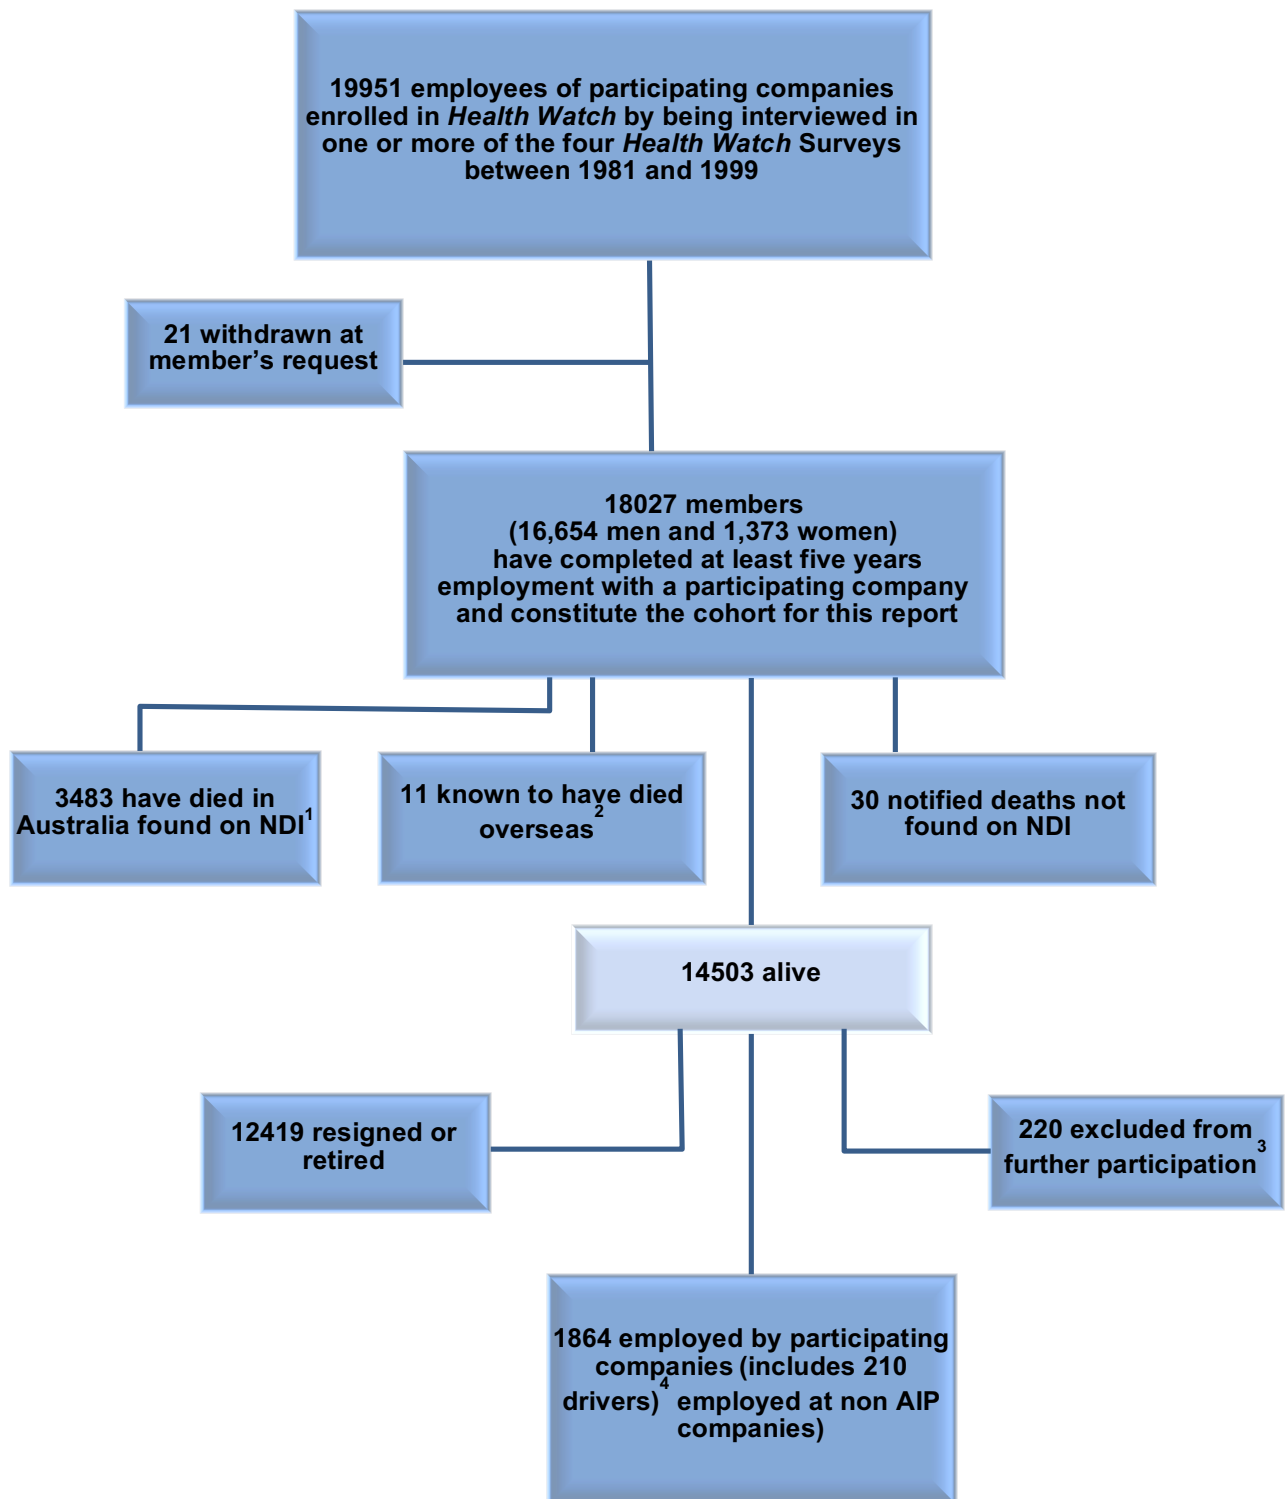 19951 employees of participating companies
enrolled in Health Watch by being interviewed in
one or more of the four Health Watch Surveys
between 1981 and 1999
21 withdrawn at
member’s request
18027 members
(16,654 men and 1,373 women)
have completed at least five years
employment with a participating company
and constitute the cohort for this report
3483 have died in
Australia found on NDI1
11 known to have died
overseas2
30 notified deaths not
found on NDI
14503 alive
12419 resigned or
retired
220 excluded from
further participation3
1864 employed by participating
companies (includes 210
drivers)4 employed at non AIP
companies)